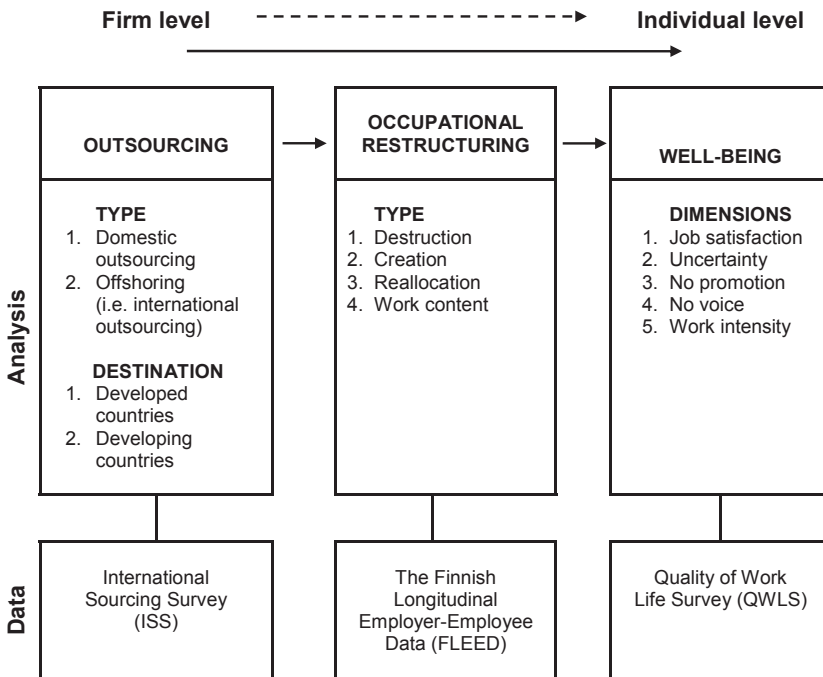 Firm level
Individual level
OUTSOURCING
OCCUPATIONAL
RESTRUCTURING
WELL-BEING
Analysis
TYPE
1. Domestic
outsourcing
2. Offshoring
(i.e. international
outsourcing)
DESTINATION
1. Developed
countries
2. Developing
countries
TYPE
1. Destruction
2. Creation
3. Reallocation
4. Work content
DIMENSIONS
1. Job satisfaction
2. Uncertainty
3. No promotion
4. No voice
5. Work intensity
Data
International
Sourcing Survey
(ISS)
The Finnish
Longitudinal
Employer-Employee
Data (FLEED)
Quality of Work
Life Survey (QWLS)